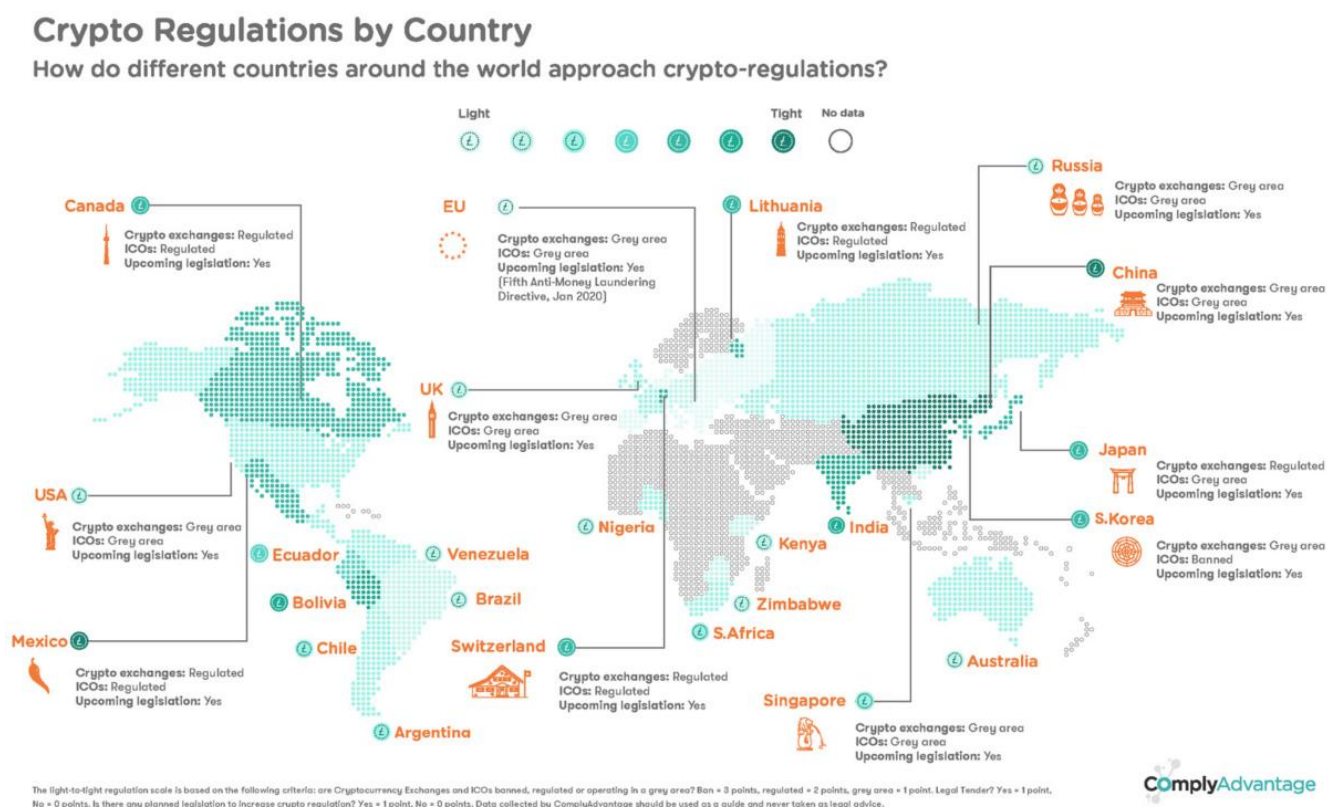 Crypto Regulations by Country
How do different countries around the world approach crypto-regulations?
Light
Tight
No data
Canada
Crypto exchanges: Regulated
ICOs: Regulated
Upcoming legislation: Yes
EU
Crypto exchanges: Grey area
ICOs: Grey area
Upcoming legislation: Yes
(Fifth Anti-Money Laundering
Directive, Jan 2020)
Lithuania
Crypto exchanges: Regulated
ICOs: Regulated
Upcoming legislation: Yes
Russia
Crypto exchanges: Grey area
ICOs: Grey area
Upcoming legislation: Yes
China
Crypto exchanges: Grey area
ICOs: Grey area
Upcoming legislation: Yes
UK
Crypto exchanges: Grey area
ICOs: Grey area
Upcoming legislation: Yes
Japan
Crypto exchanges: Regulated
ICOs: Grey area
Upcoming legislation: Yes
USA
Crypto exchanges: Grey area
ICOs: Grey area
Upcoming legislation: Yes
Nigeria
India
S.Korea
Crypto exchanges: Grey area
ICOs: Banned
Upcoming legislation: Yes
Kenya
Ecuador
Venezuela
Bolivia
Brazil
Zimbabwe
S.Africa
Mexico
Crypto exchanges: Regulated
ICOs: Regulated
Upcoming legislation: Yes
Chile
Switzerland
Crypto exchanges: Regulated
ICOs: Regulated
Upcoming legislation: Yes
Australia
Singapore
Crypto exchanges: Grey area
ICOs: Grey area
Upcoming legislation: Yes
Argentina
The light-to-tight regulation scale is based on the following criteria: are Cryptocurrency Exchanges and ICOs banned, regulated or operating in a grey area? Ban = 3 points, regulated = 2 points, grey area = 1 point. Legal Tender? Yes = 1 point,
No = 0 points. Is there any planned legislation to increase crypto regulation? Yes = 1 point, No = 0 points. Data collected by ComplyAdvantage should be used as a guide and never taken as legal advice.
ComplyAdvantage